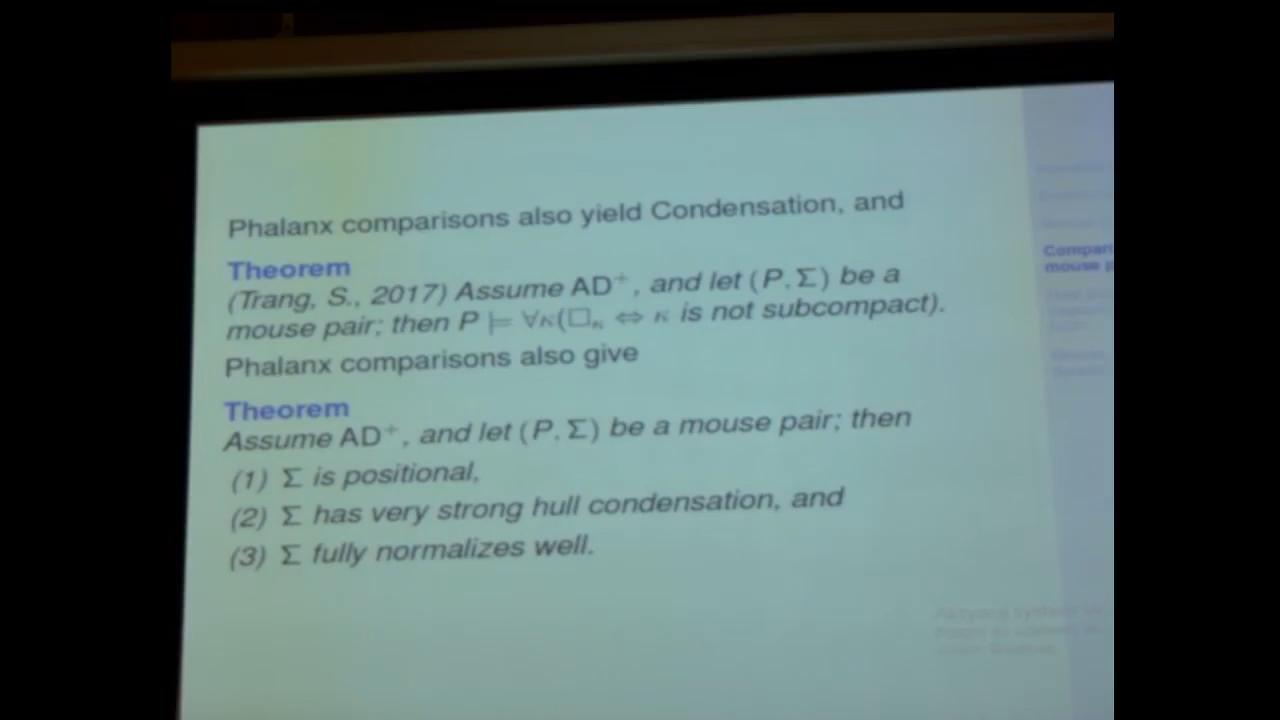 Phalanx comparisons also yield Condensation, and
Theorem
(Trang, S., 2017) Assume AD⁺, and let (P, Σ) be a
mouse pair; then P ⊨ ∀κ(□κ ⇔ κ is not subcompact).
Phalanx comparisons also give
Theorem
Assume AD⁺, and let (P, Σ) be a mouse pair; then
(1) Σ is positional,
(2) Σ has very strong hull condensation, and
(3) Σ fully normalizes well.
mouse p